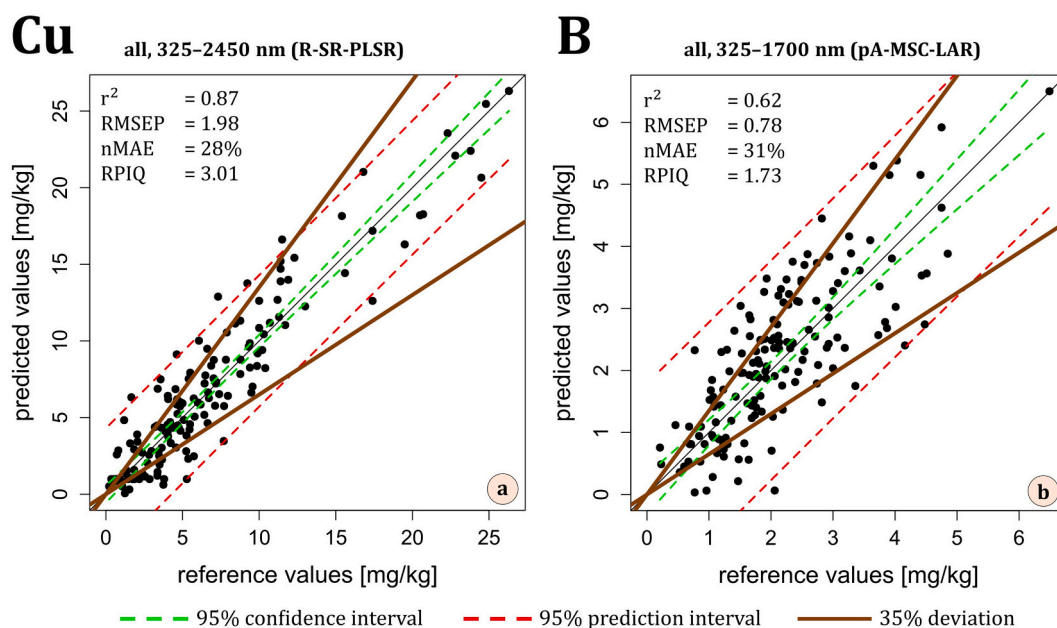 Cu
all, 325–2450 nm (R-SR-PLSR)
r² = 0.87
RMSEP = 1.98
nMAE = 28%
RPIQ = 3.01
predicted values [mg/kg]
25
20
15
10
5
0
0 5 10 15 20 25
reference values [mg/kg]
a
B
all, 325–1700 nm (pA-MSC-LAR)
r² = 0.62
RMSEP = 0.78
nMAE = 31%
RPIQ = 1.73
predicted values [mg/kg]
6
5
4
3
2
1
0
0 1 2 3 4 5 6
reference values [mg/kg]
b
95% confidence interval 95% prediction interval 35% deviation